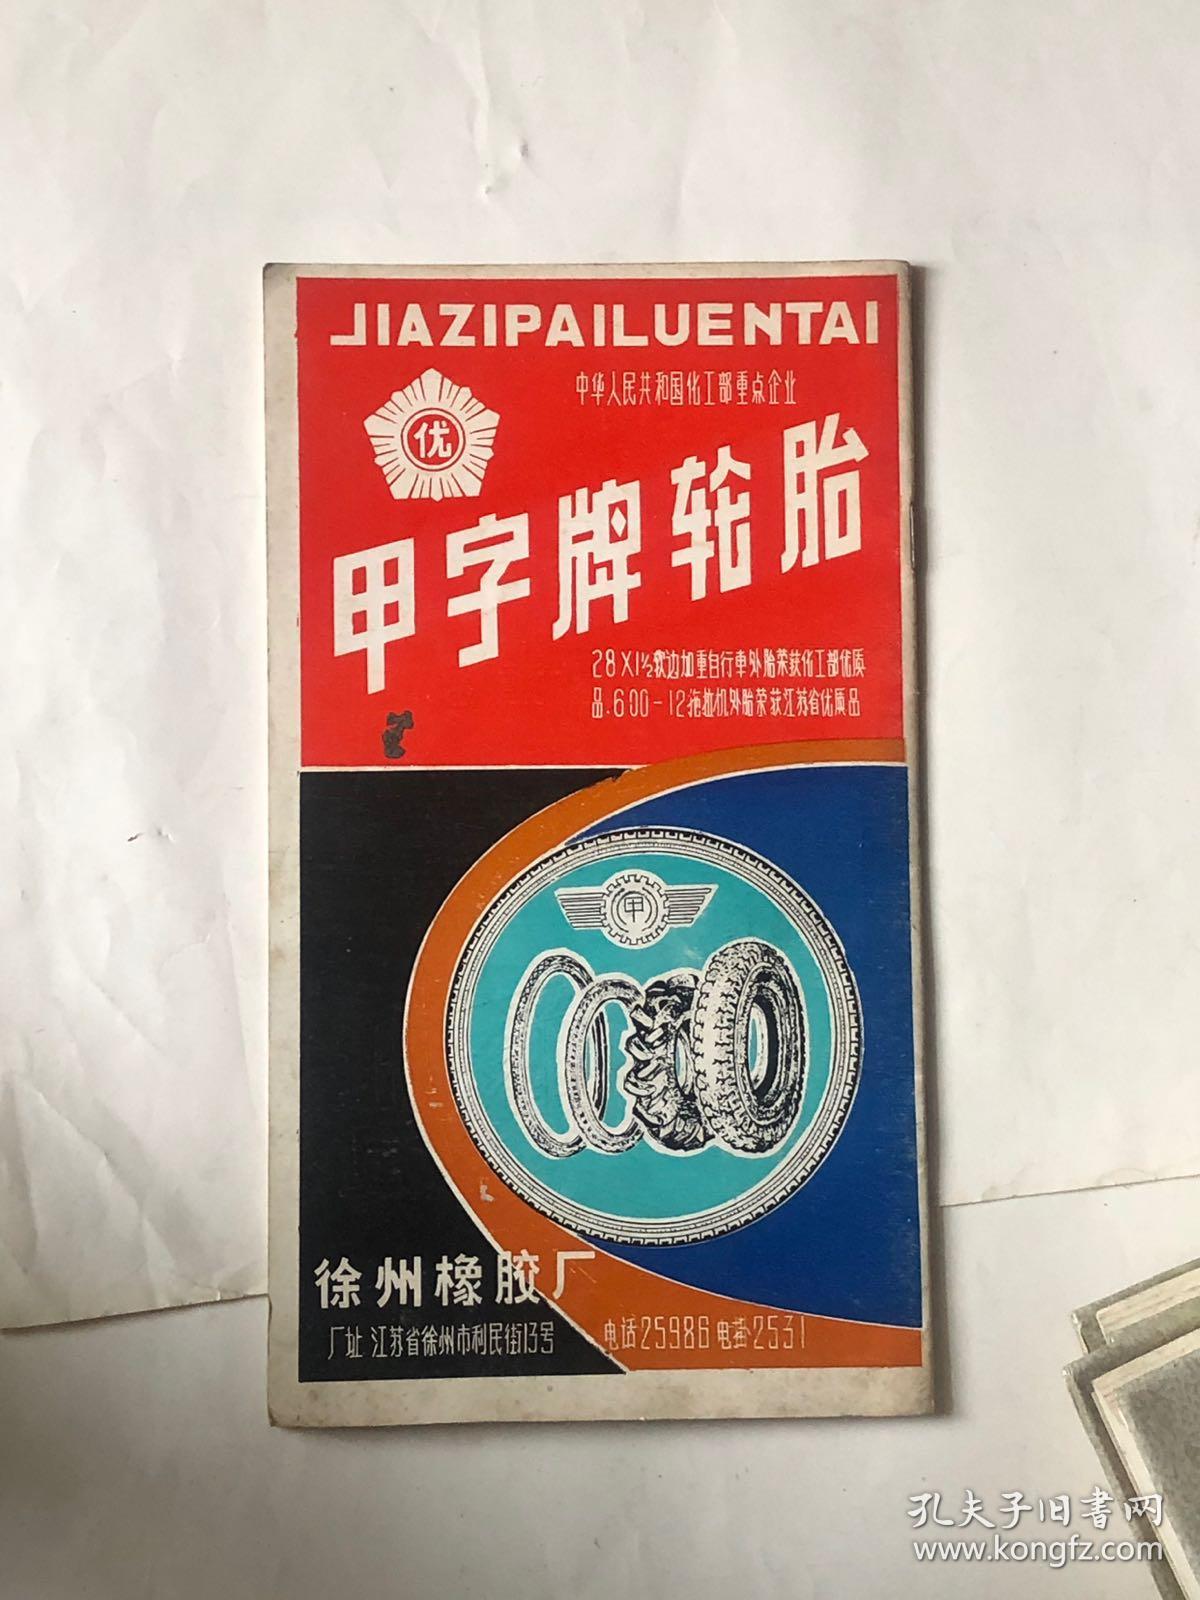 JIAZIPAILUENTAI
中华人民共和国化工部重点企业
优
甲字牌轮胎
28X1½软边加重自行車外胎荣获化工部优质
品.600-12拖拉机外胎荣获江苏省优质品
甲
徐州橡胶厂
厂址 江苏省徐州市利民街13号 电话25986 电挂2531
孔夫子旧書网
www.kongfz.com